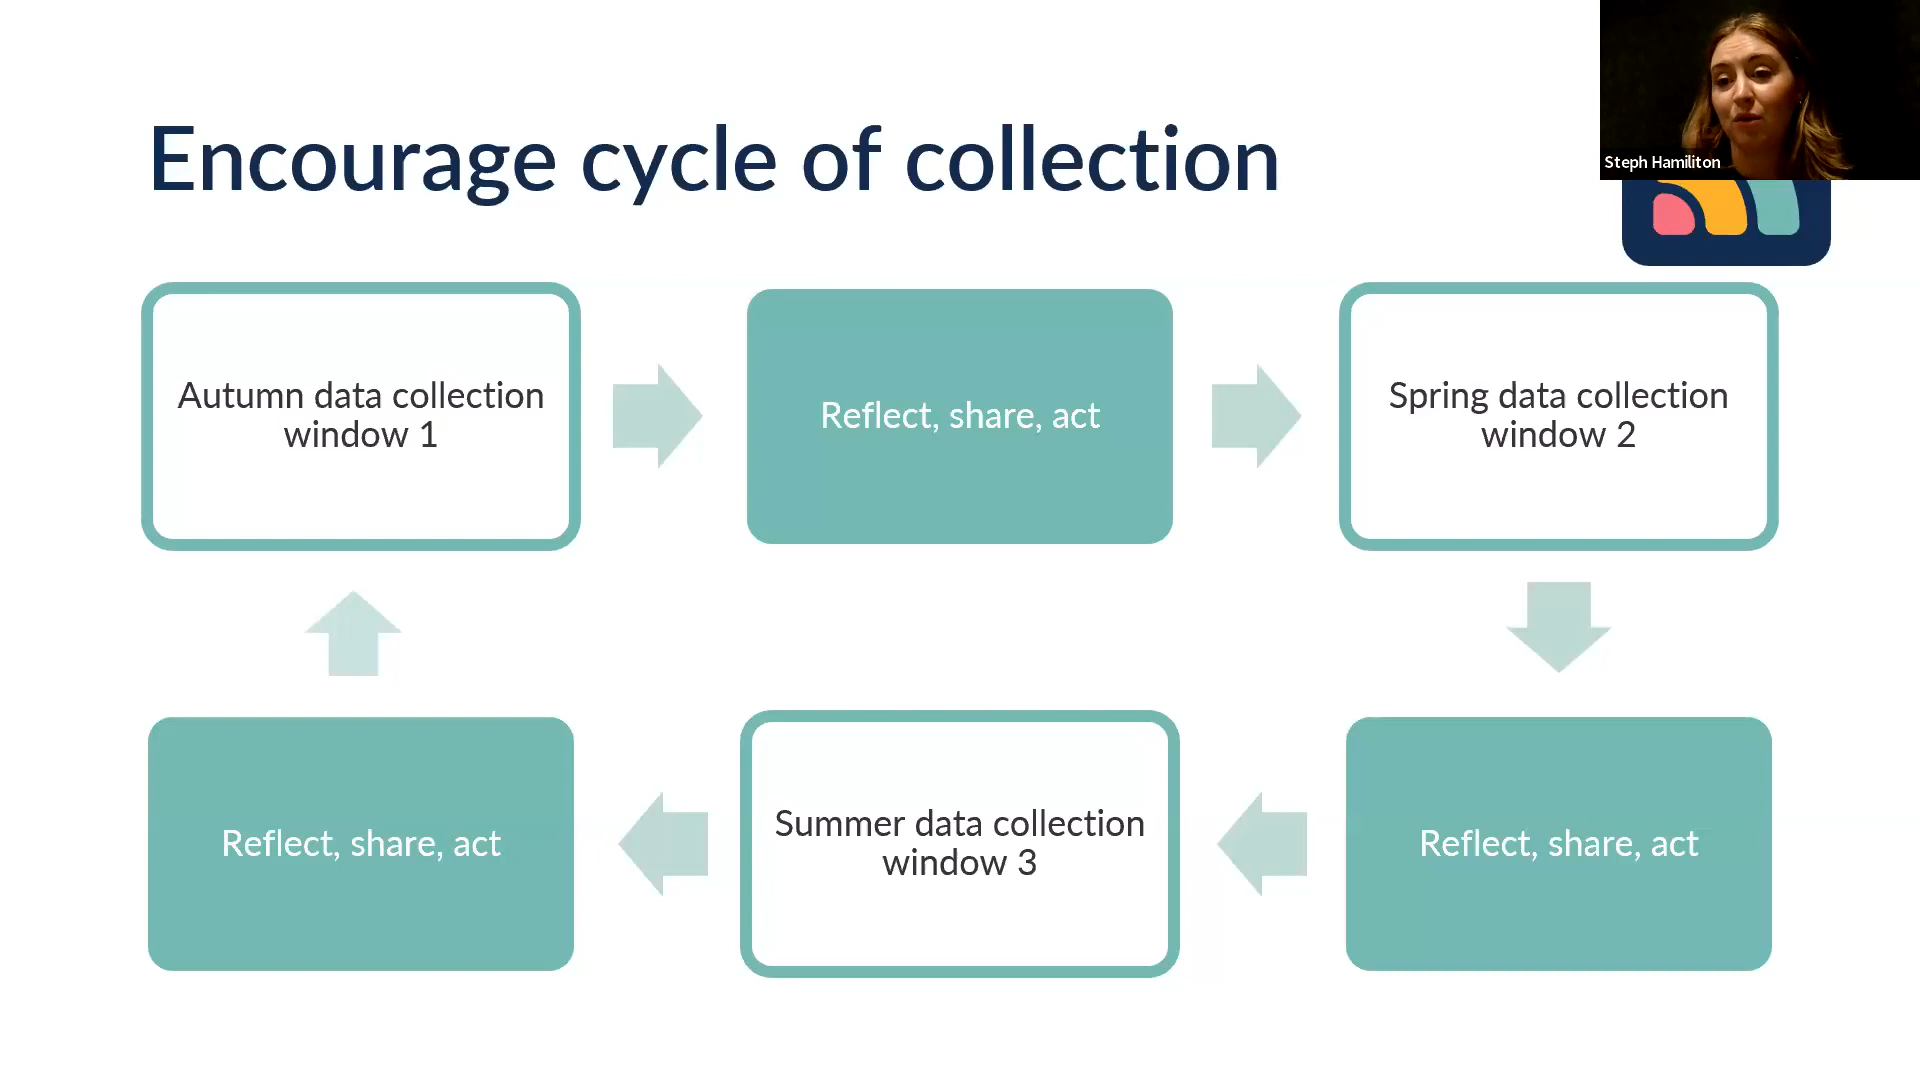 Encourage cycle of collection
Steph Hamiliton
Autumn data collection
window 1
Reflect, share, act
Spring data collection
window 2
Reflect, share, act
Summer data collection
window 3
Reflect, share, act